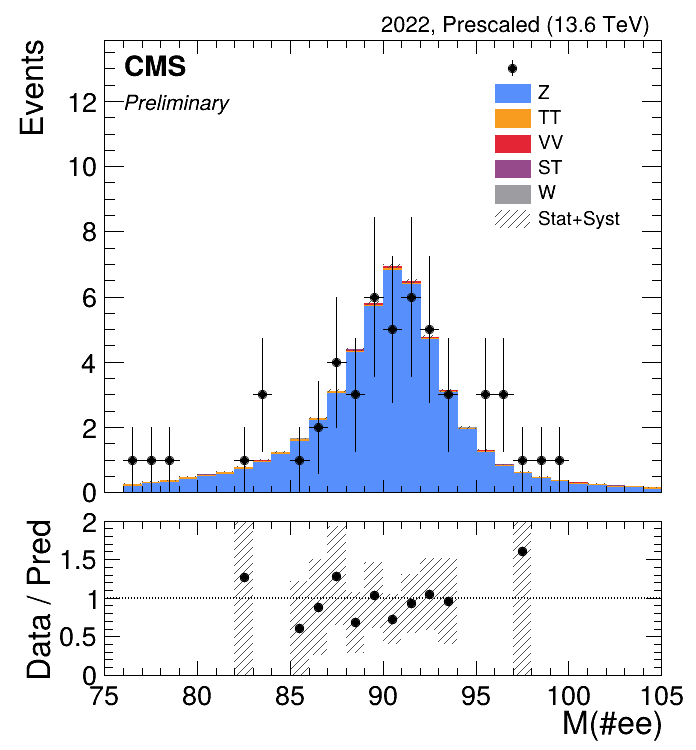 2022, Prescaled (13.6 TeV)
CMS
Preliminary
Events
12
10
8
6
4
2
0
Z
TT
VV
ST
W
Stat+Syst
Data / Pred
2
1.5
1
0.5
0
75 80 85 90 95 100 105
M(#ee)